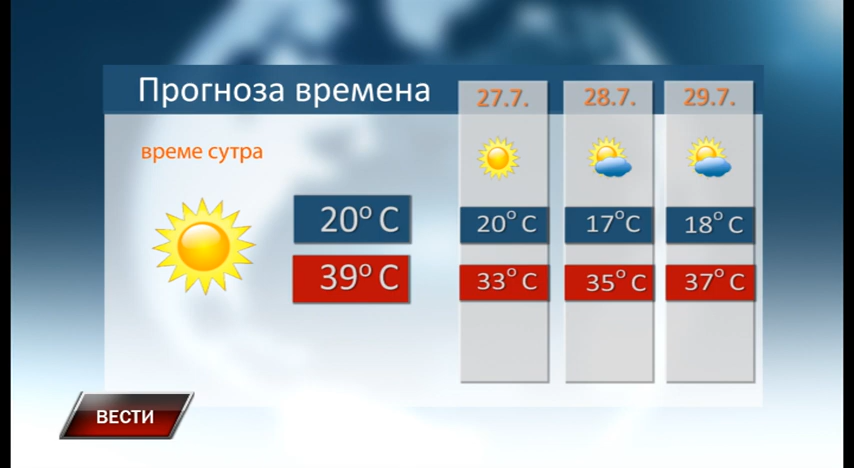 Прогноза времена
време сутра
20° C
39° C
27.7. 28.7. 29.7.
20° C 17°C 18° C
33° C 35° C 37° C
ВЕСТИ